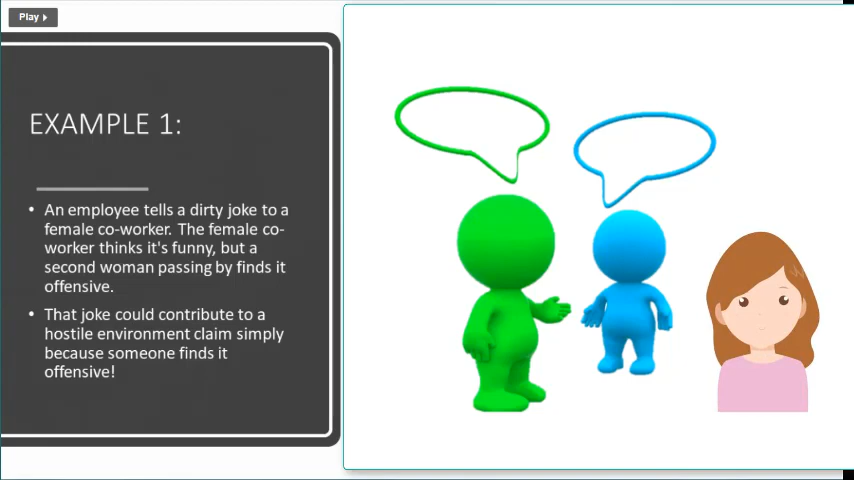 Play
EXAMPLE 1:
• An employee tells a dirty joke to a
female co-worker. The female co-
worker thinks it's funny, but a
second woman passing by finds it
offensive.
• That joke could contribute to a
hostile environment claim simply
because someone finds it
offensive!